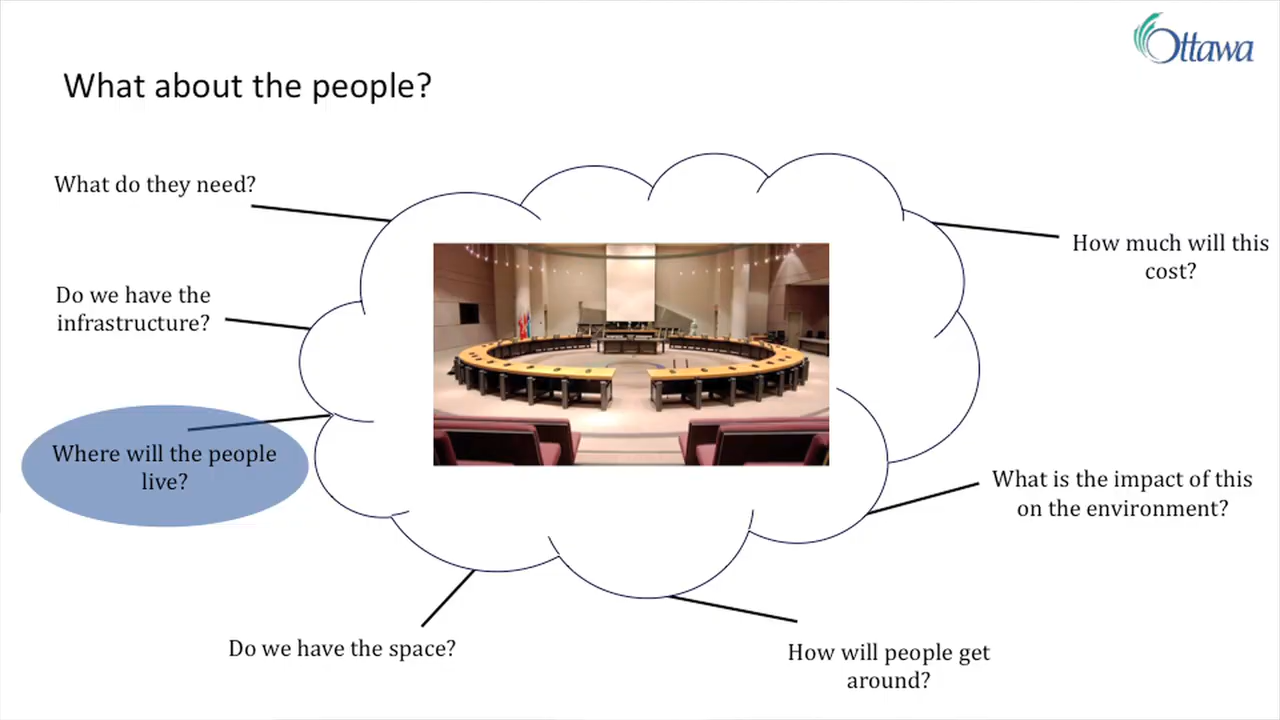 Ottawa
What about the people?
What do they need?
How much will this
cost?
Do we have the
infrastructure?
Where will the people
live?
What is the impact of this
on the environment?
Do we have the space?
How will people get
around?